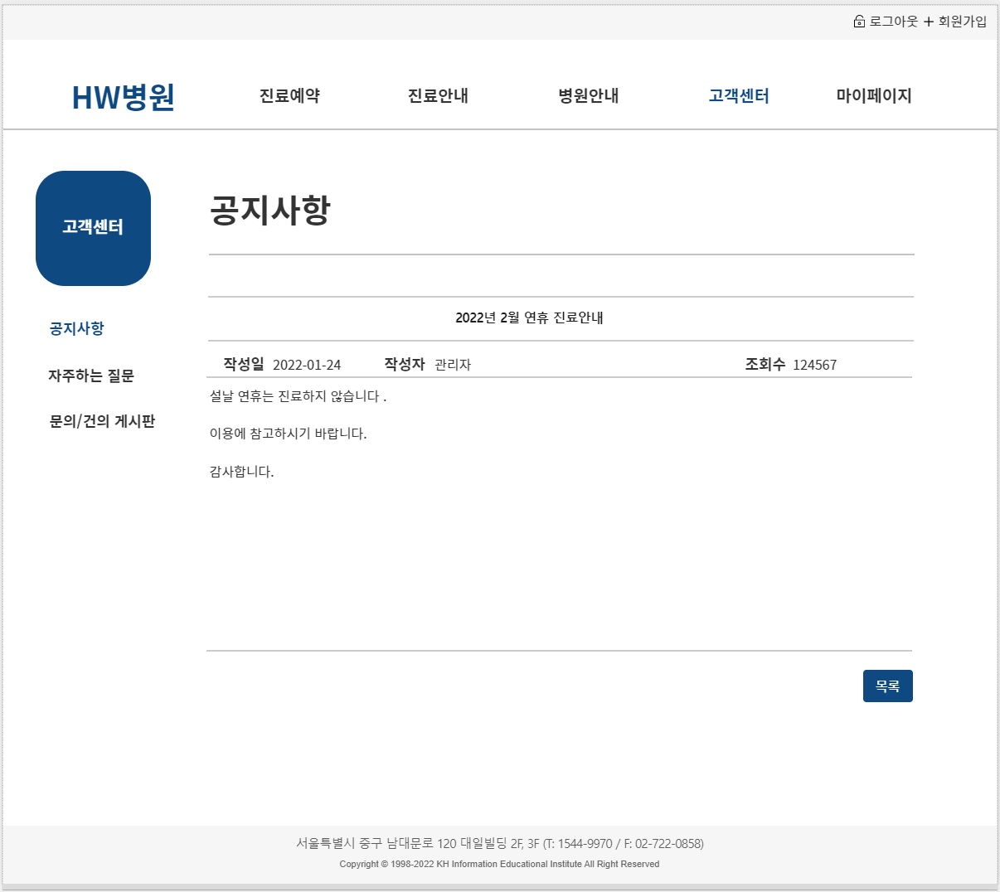 로그아웃 + 회원가입
HW병원 진료예약 진료안내 병원안내 고객센터 마이페이지
고객센터
공지사항
자주하는 질문
문의/건의 게시판
공지사항
2022년 2월 연휴 진료안내
작성일 2022-01-24 작성자 관리자 조회수 124567
설날 연휴는 진료하지 않습니다 .
이용에 참고하시기 바랍니다.
감사합니다.
목록
서울특별시 중구 남대문로 120 대일빌딩 2F, 3F (T: 1544-9970 / F: 02-722-0858)
Copyright © 1998-2022 KH Information Educational Institute All Right Reserved